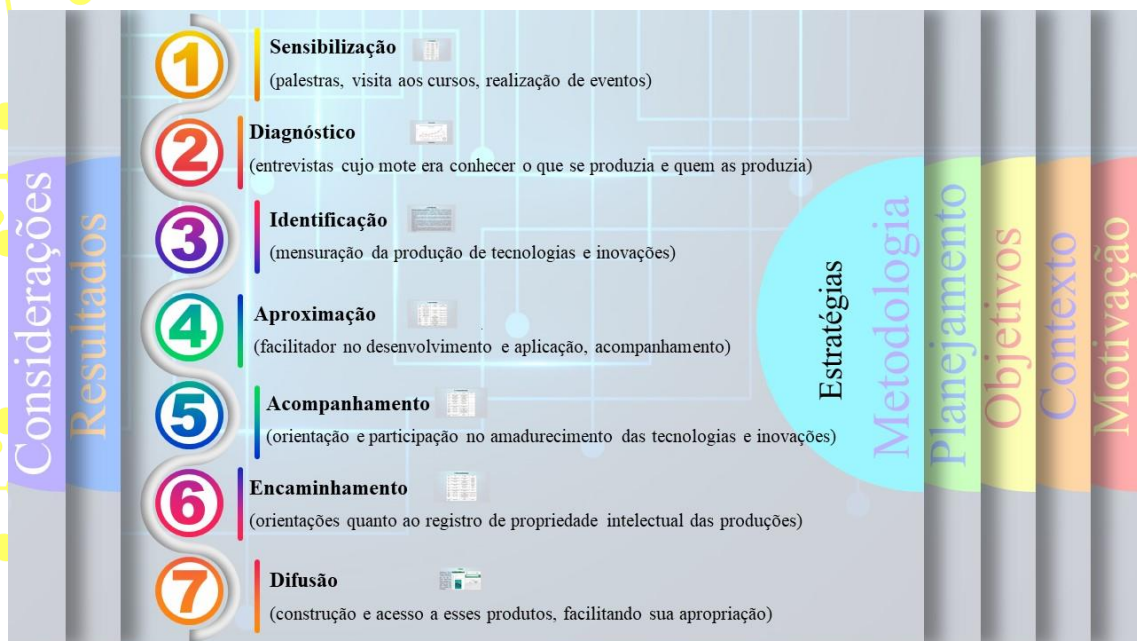 1
Sensibilização
(palestras, visita aos cursos, realização de eventos)
2
Diagnóstico
(entrevistas cujo mote era conhecer o que se produzia e quem as produzia)
3
Identificação
(mensuração da produção de tecnologias e inovações)
4
Aproximação
(facilitador no desenvolvimento e aplicação, acompanhamento)
5
Acompanhamento
(orientação e participação no amadurecimento das tecnologias e inovações)
6
Encaminhamento
(orientações quanto ao registro de propriedade intelectual das produções)
7
Difusão
(construção e acesso a esses produtos, facilitando sua apropriação)
Considerações
Resultados
Estratégias
Metodologia
Planejamento
Objetivos
Contexto
Motivação